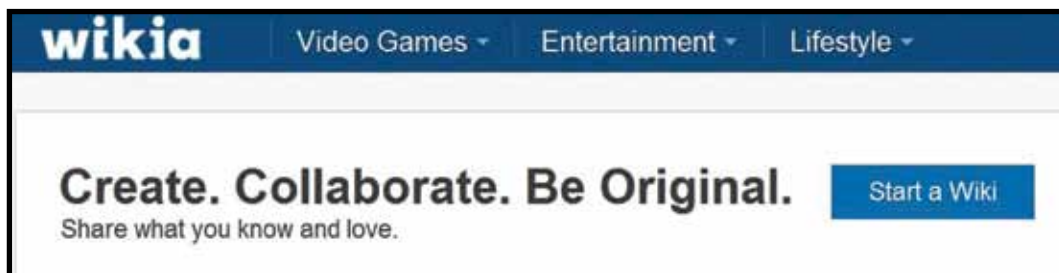 wikia Video Games Entertainment Lifestyle
Create. Collaborate. Be Original. Start a Wiki
Share what you know and love.